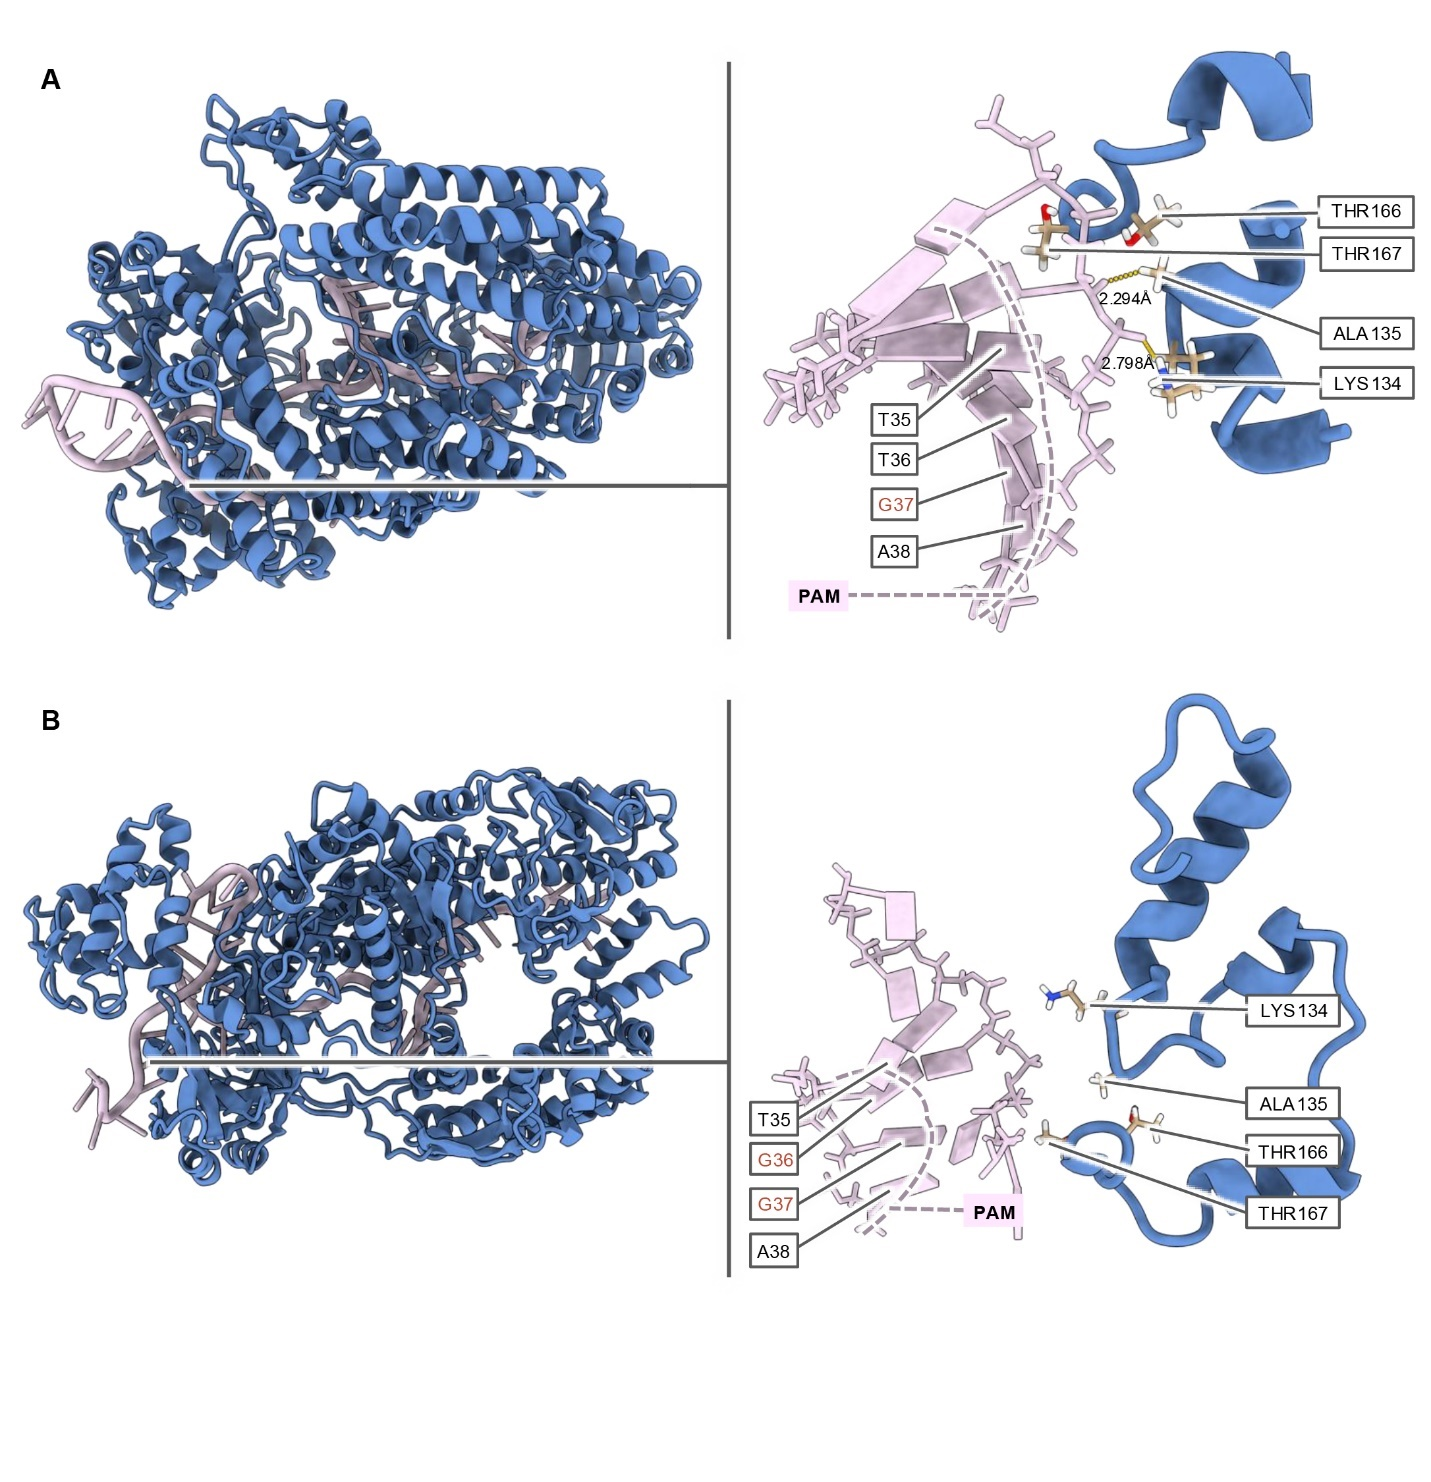 A
THR166
THR167
2.294Å
ALA135
2.798Å
LYS134
T35
T36
G37
A38
PAM
B
LYS134
ALA135
T35
THR166
G36
G37
PAM
THR167
A38